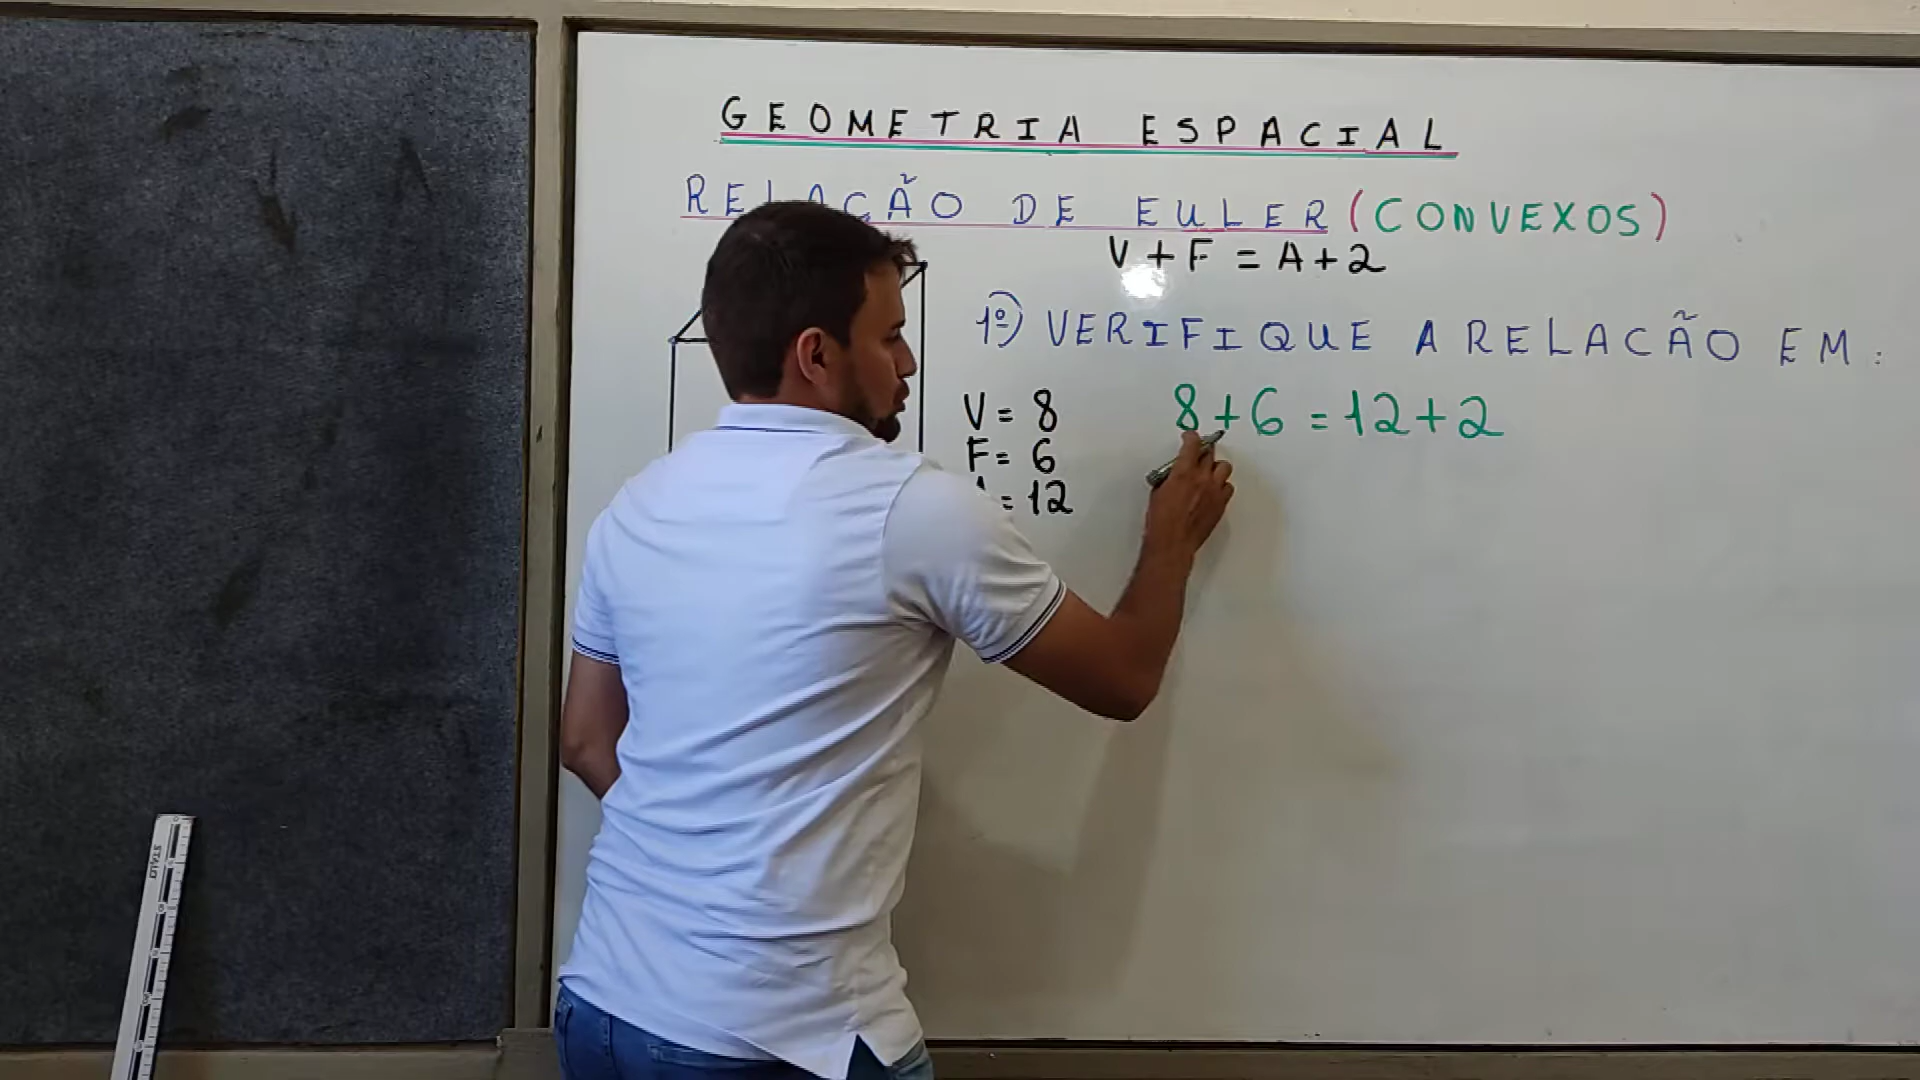 GEOMETRIA ESPACIAL
RELAÇÃO DE EULER (CONVEXOS)
V + F = A + 2
1º) VERIFIQUE A RELAÇÃO EM:
V = 8
8 + 6 = 12 + 2
F = 6
A = 12